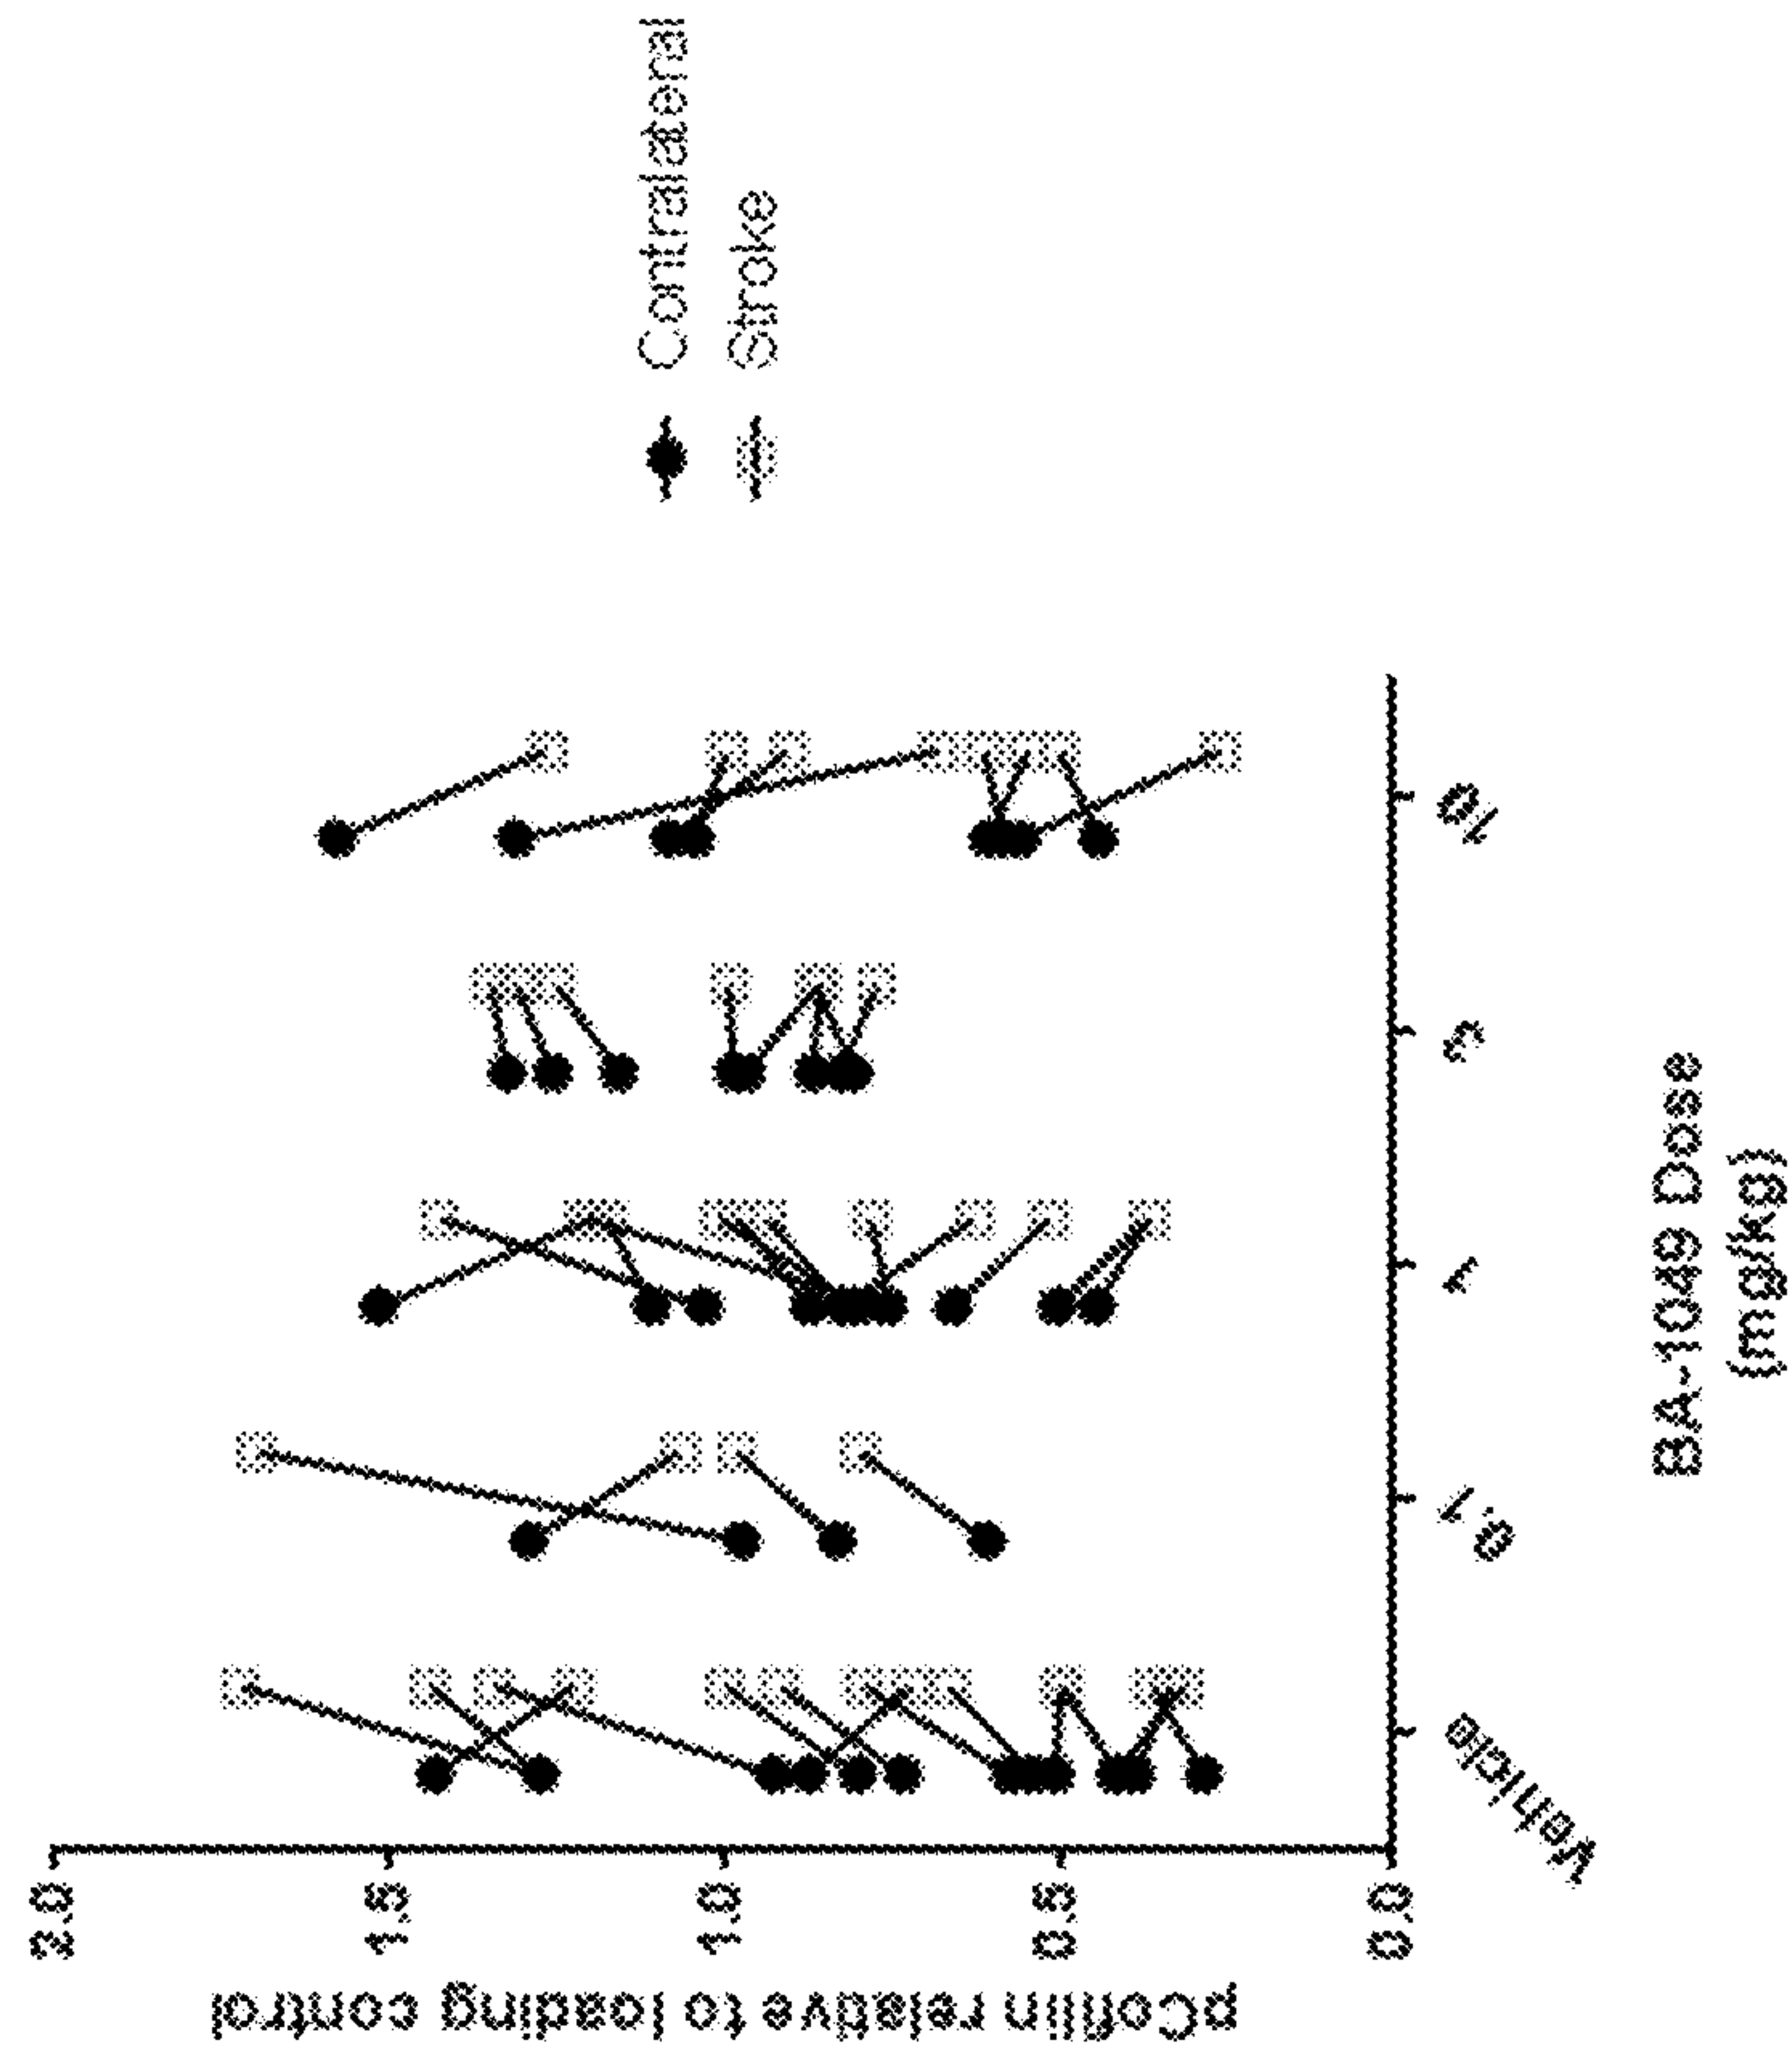 pCofilin relative to loading control
2.0
1.5
1.0
0.5
0.0
Vehicle
0.1
1
3
10
BA-1049 Dose
(mg/kg)
Contralateral
Stroke